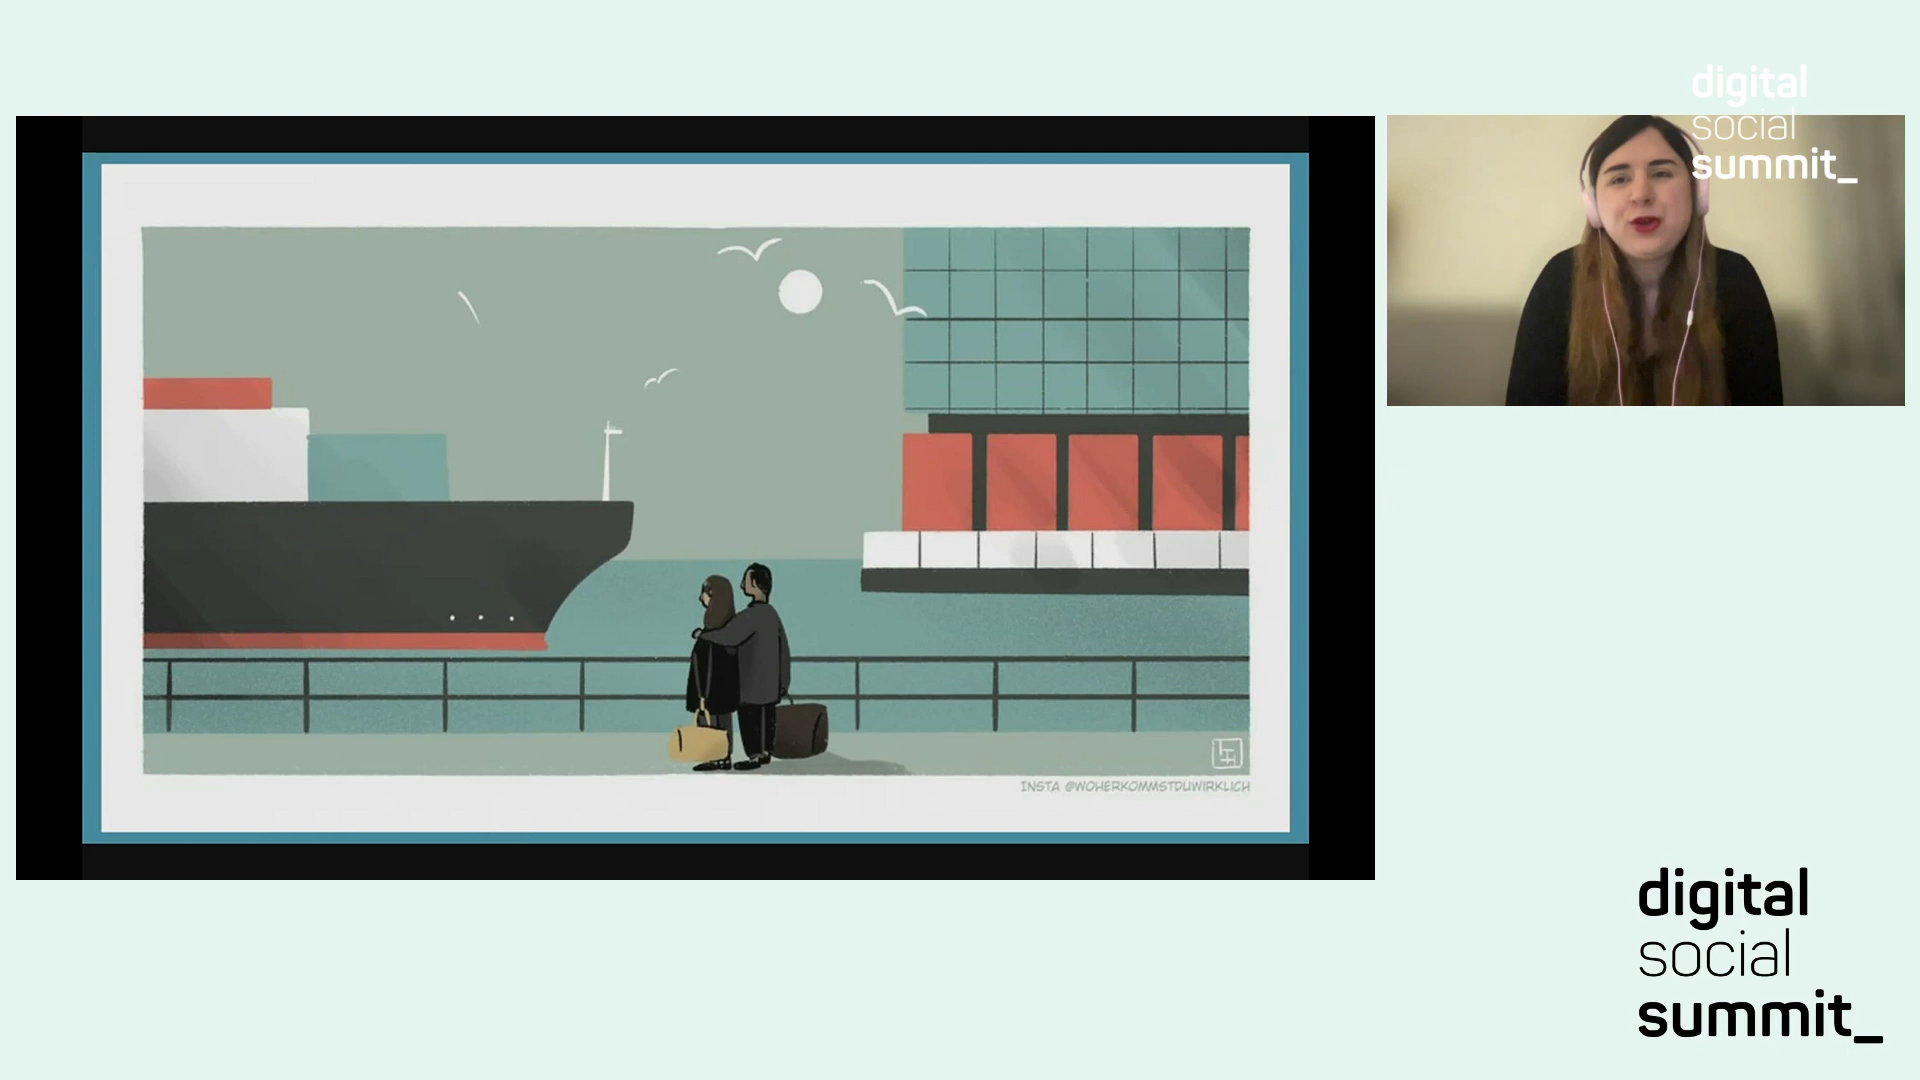 digital
social
summit_
INSTA @WOHERKOMMSTDUWIRKLICH
digital
social
summit_